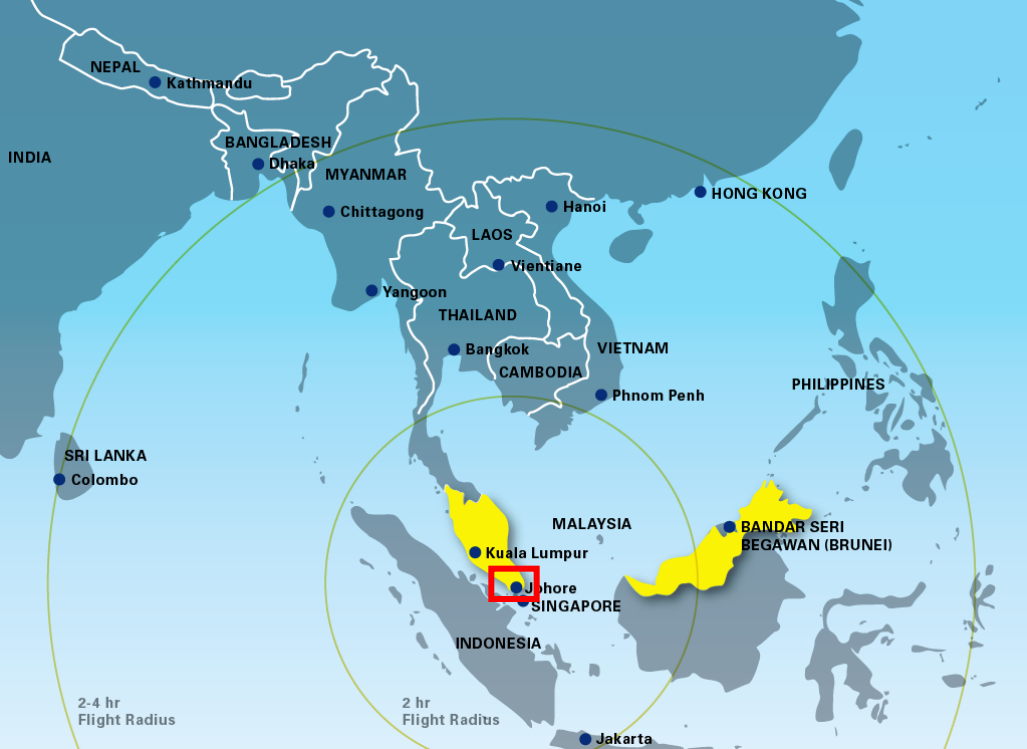 NEPAL
Kathmandu
BANGLADESH
INDIA
Dhaka
MYANMAR
HONG KONG
Chittagong
Hanoi
LAOS
Vientiane
Yangoon
THAILAND
Bangkok
VIETNAM
CAMBODIA
PHILIPPINES
Phnom Penh
SRI LANKA
Colombo
MALAYSIA
BANDAR SERI
BEGAWAN (BRUNEI)
Kuala Lumpur
Johore
SINGAPORE
INDONESIA
2-4 hr
Flight Radius
2 hr
Flight Radius
Jakarta